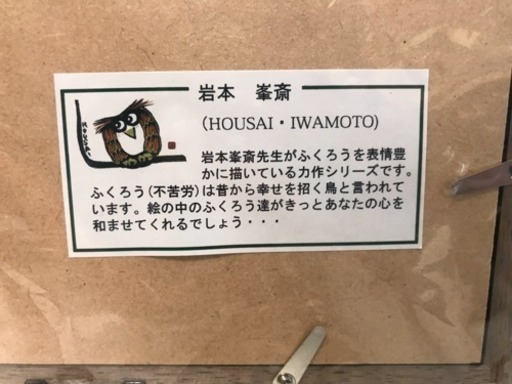 岩本 峯斎
(HOUSAI・IWAMOTO)
岩本峯斎先生がふくろうを表情豊
かに描いている力作シリーズです。
ふくろう(不苦労)は昔から幸せを招く鳥と言われて
います。絵の中のふくろう達がきっとあなたの心を
和ませてくれるでしょう・・・